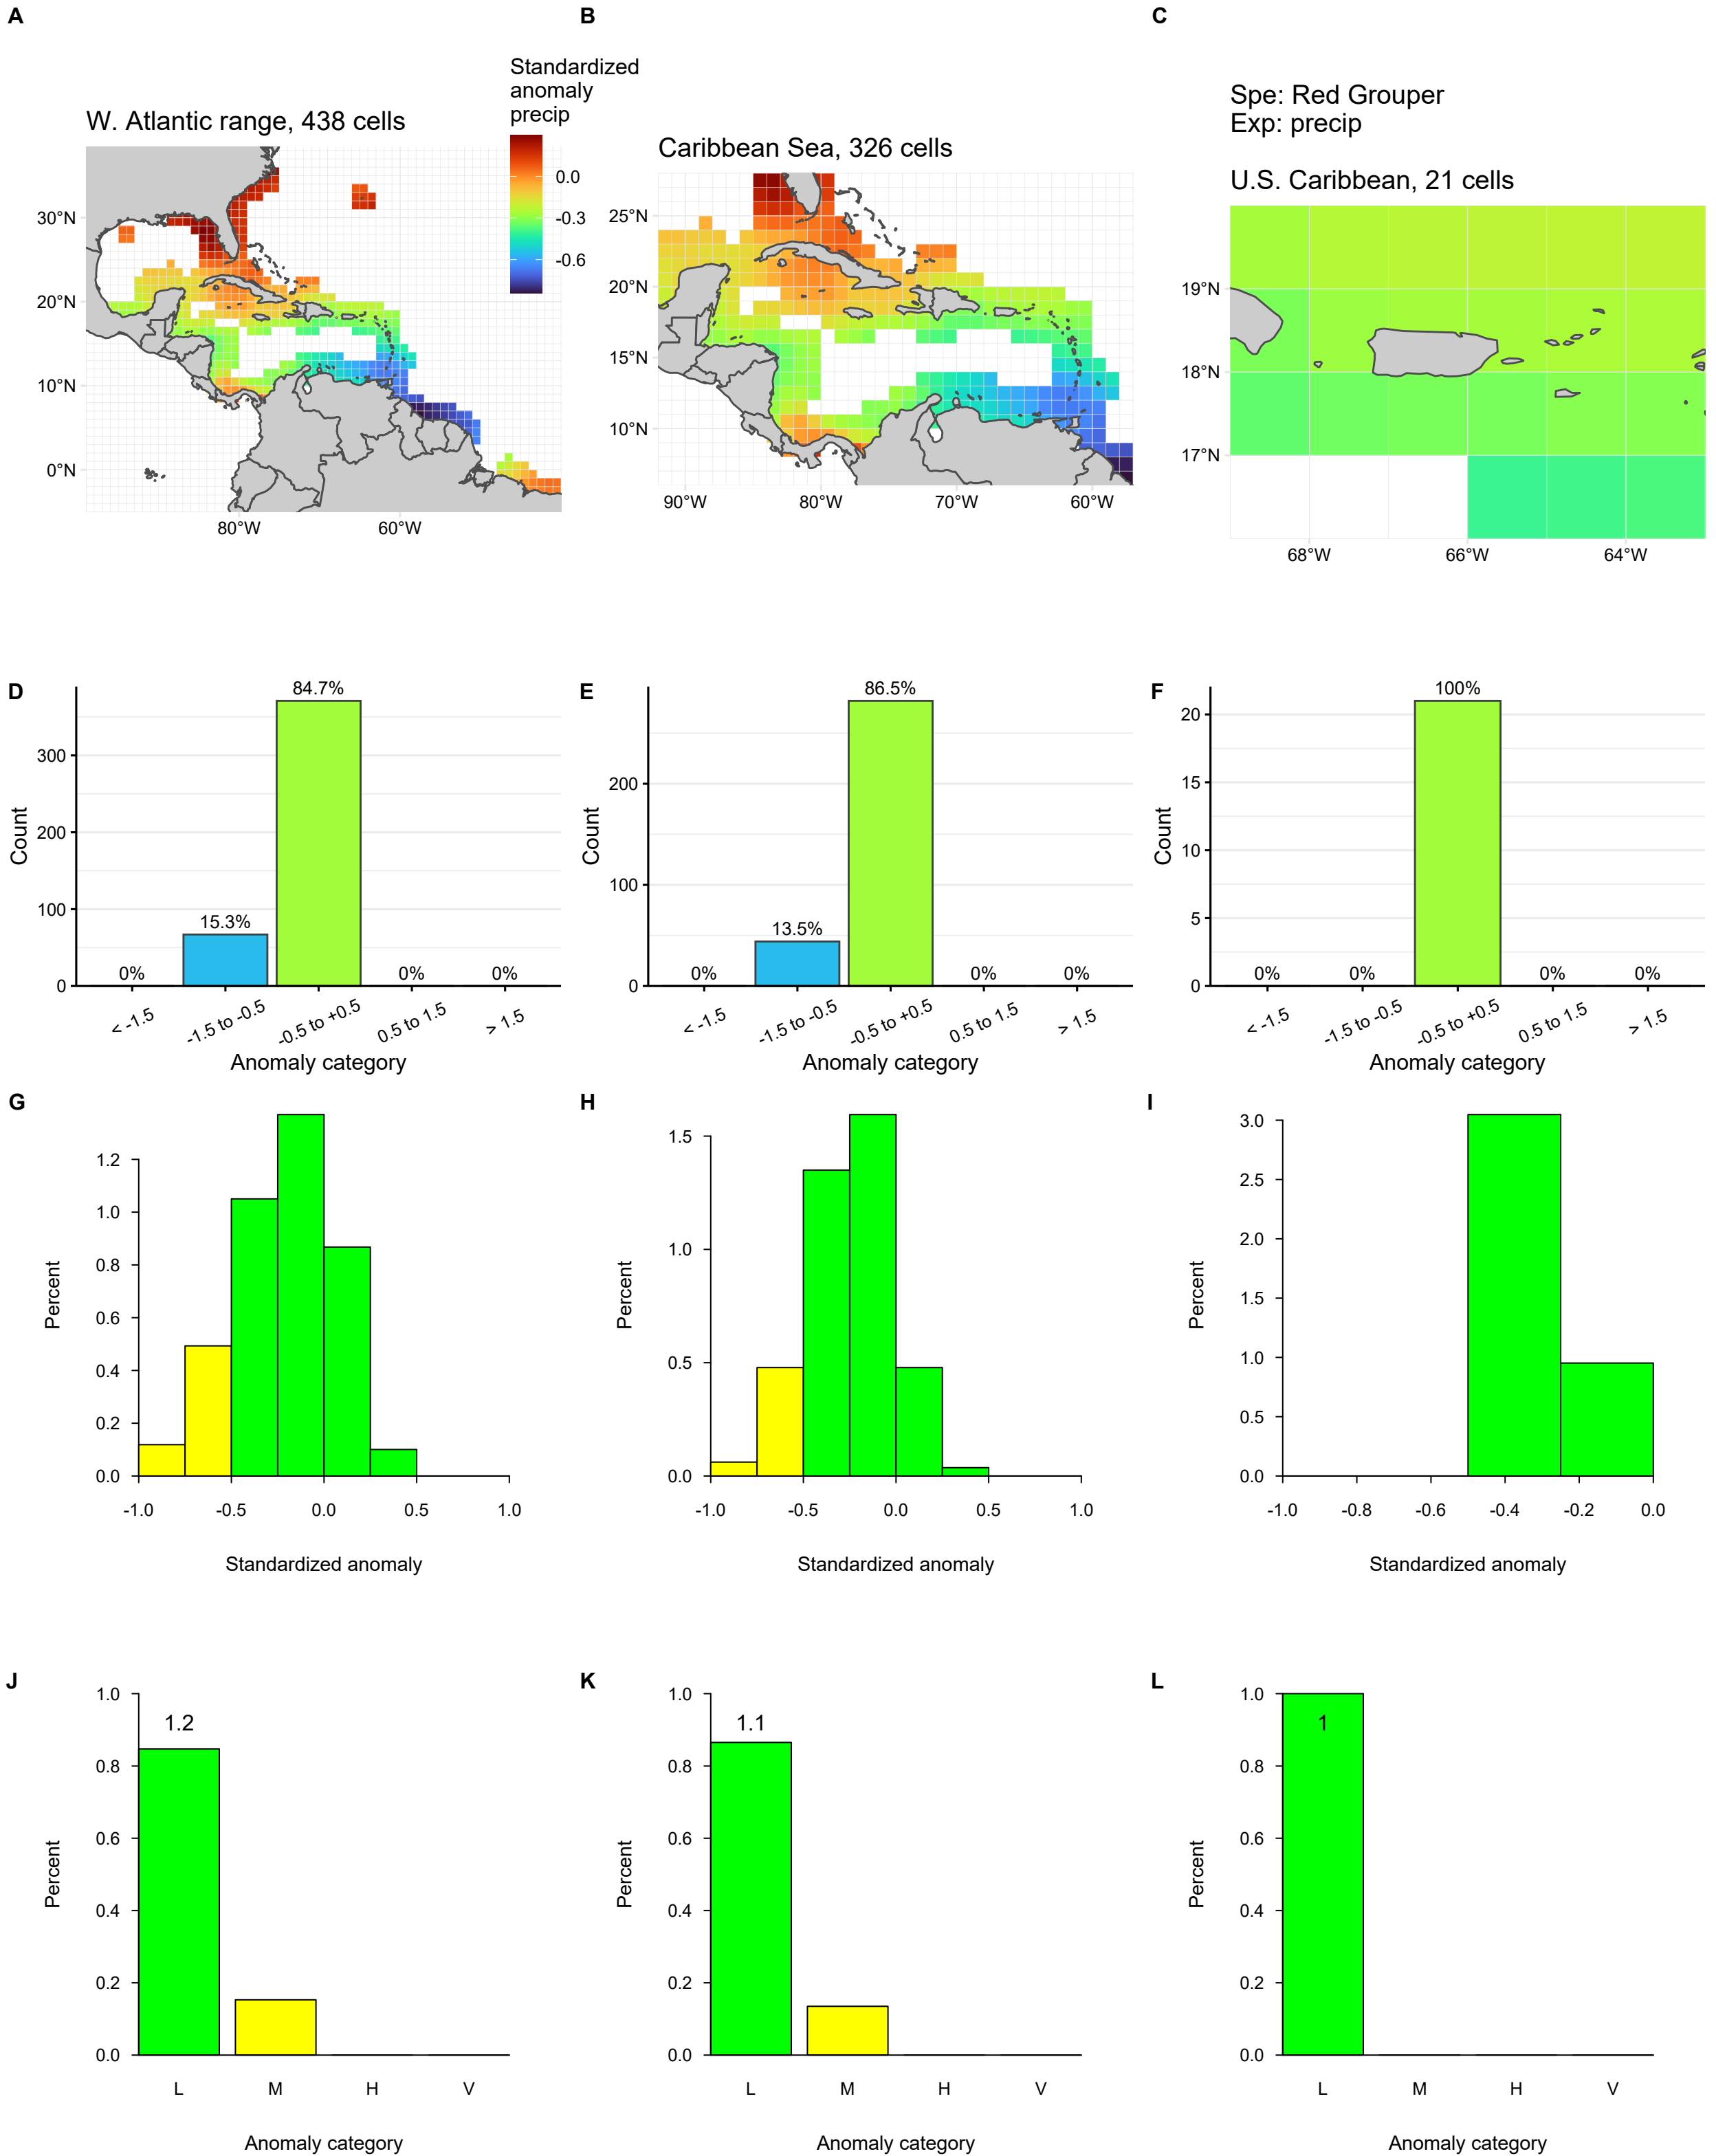 A
B
C
Standardized
anomaly
precip
0.0
-0.3
-0.6
W. Atlantic range, 438 cells
30°N
20°N
10°N
0°N
80°W
60°W
Caribbean Sea, 326 cells
25°N
20°N
15°N
10°N
90°W
80°W
70°W
60°W
Spe: Red Grouper
Exp: precip
U.S. Caribbean, 21 cells
19°N
18°N
17°N
68°W
66°W
64°W
D
Count
300
200
100
0
0%
15.3%
84.7%
0%
0%
< -1.5
-1.5 to -0.5
-0.5 to +0.5
0.5 to 1.5
> 1.5
Anomaly category
E
Count
200
100
0
0%
13.5%
86.5%
0%
0%
< -1.5
-1.5 to -0.5
-0.5 to +0.5
0.5 to 1.5
> 1.5
Anomaly category
F
Count
20
15
10
5
0
0%
0%
100%
0%
0%
< -1.5
-1.5 to -0.5
-0.5 to +0.5
0.5 to 1.5
> 1.5
Anomaly category
G
Percent
1.2
1.0
0.8
0.6
0.4
0.2
0.0
-1.0
-0.5
0.0
0.5
1.0
Standardized anomaly
H
Percent
1.5
1.0
0.5
0.0
-1.0
-0.5
0.0
0.5
1.0
Standardized anomaly
I
Percent
3.0
2.5
2.0
1.5
1.0
0.5
0.0
-1.0
-0.8
-0.6
-0.4
-0.2
0.0
Standardized anomaly
J
Percent
1.0
0.8
0.6
0.4
0.2
0.0
1.2
L
M
H
V
Anomaly category
K
Percent
1.0
0.8
0.6
0.4
0.2
0.0
1.1
L
M
H
V
Anomaly category
L
Percent
1.0
0.8
0.6
0.4
0.2
0.0
1
L
M
H
V
Anomaly category